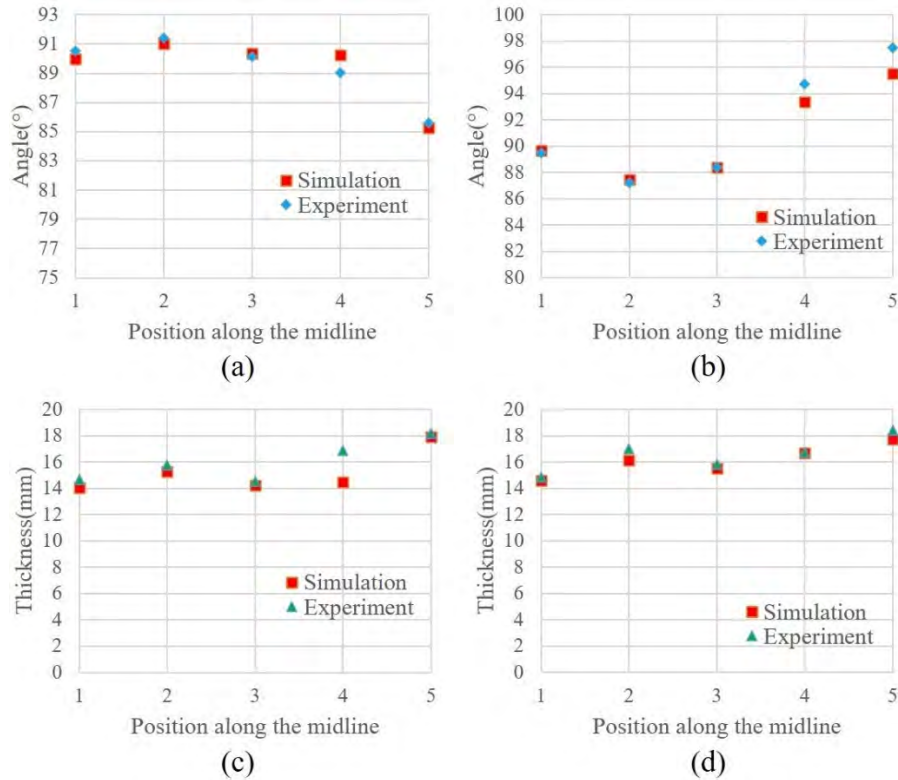 93
91
89
87
85
83
81
79
77
75
Angle(°)
Simulation
Experiment
1 2 3 4 5
Position along the midline
(a)
100
98
96
94
92
90
88
86
84
82
80
Angle(°)
Simulation
Experiment
1 2 3 4 5
Position along the midline
(b)
20
18
16
14
12
10
8
6
4
2
0
Thickness(mm)
Simulation
Experiment
1 2 3 4 5
Position along the midline
(c)
20
18
16
14
12
10
8
6
4
2
0
Thickness(mm)
Simulation
Experiment
1 2 3 4 5
Position along the midline
(d)